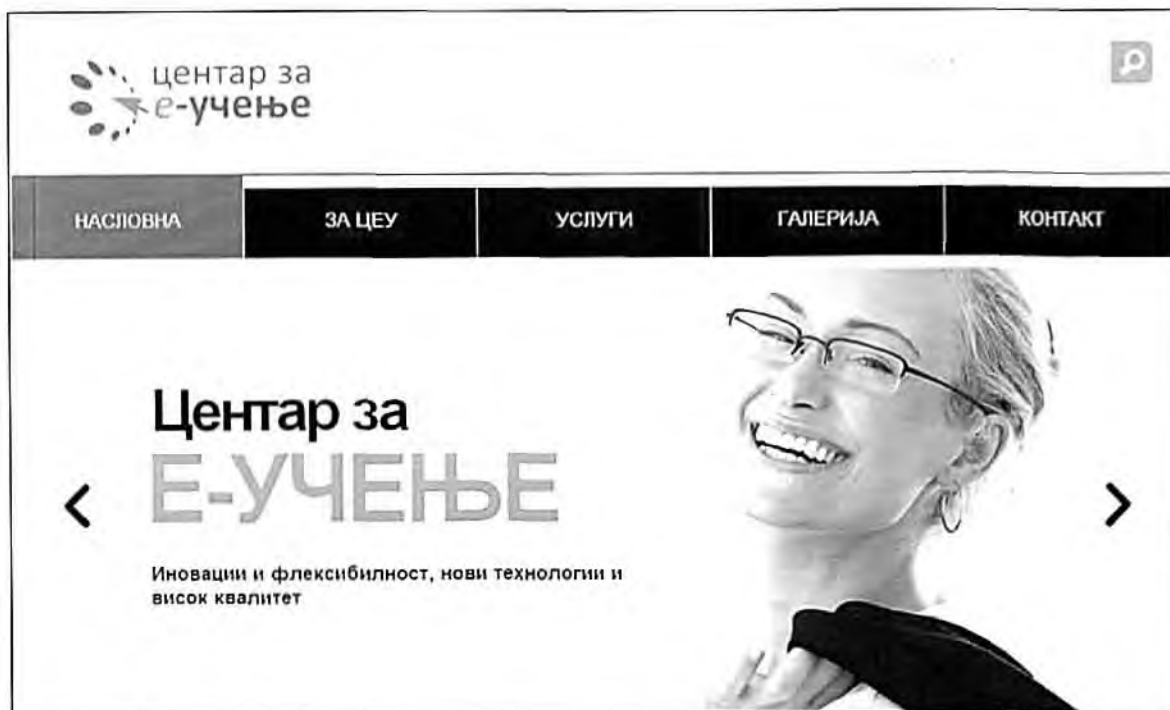 центар за
е-учење
НАСЛОВНА
ЗА ЦЕУ
УСЛУГИ
ГАЛЕРИЈА
КОНТАКТ
Центар за
Е-УЧЕЊЕ
Иновации и флексибилност, нови технологии и
висок квалитет